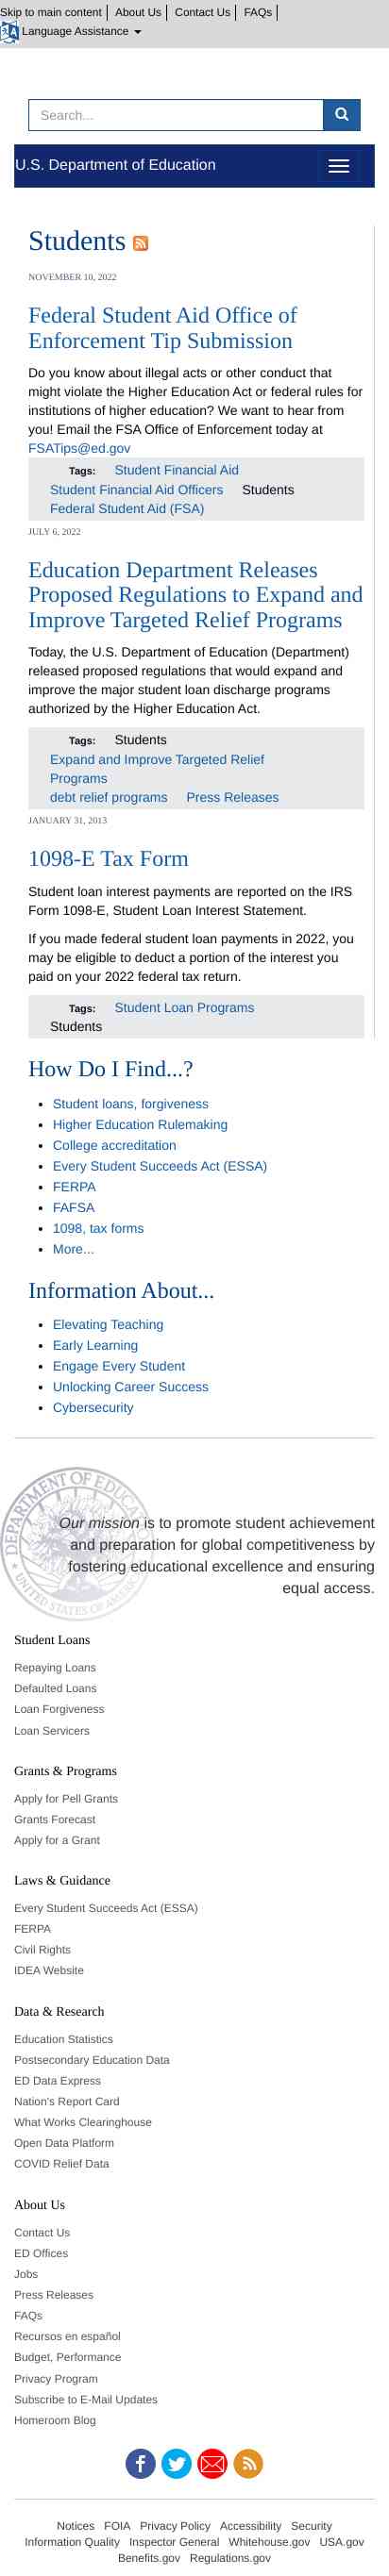 Skip to main content About Us Contact Us FAQs
Language Assistance
Search...
U.S. Department of Education
Students
NOVEMBER 10, 2022
Federal Student Aid Office of
Enforcement Tip Submission
Do you know about illegal acts or other conduct that
might violate the Higher Education Act or federal rules for
institutions of higher education? We want to hear from
you! Email the FSA Office of Enforcement today at
FSATips@ed.gov
Tags: Student Financial Aid
Student Financial Aid Officers Students
Federal Student Aid (FSA)
JULY 6, 2022
Education Department Releases
Proposed Regulations to Expand and
Improve Targeted Relief Programs
Today, the U.S. Department of Education (Department)
released proposed regulations that would expand and
improve the major student loan discharge programs
authorized by the Higher Education Act.
Tags: Students
Expand and Improve Targeted Relief
Programs
debt relief programs Press Releases
JANUARY 31, 2013
1098-E Tax Form
Student loan interest payments are reported on the IRS
Form 1098-E, Student Loan Interest Statement.
If you made federal student loan payments in 2022, you
may be eligible to deduct a portion of the interest you
paid on your 2022 federal tax return.
Tags: Student Loan Programs
Students
How Do I Find...?
Student loans, forgiveness
Higher Education Rulemaking
College accreditation
Every Student Succeeds Act (ESSA)
FERPA
FAFSA
1098, tax forms
More...
Information About...
Elevating Teaching
Early Learning
Engage Every Student
Unlocking Career Success
Cybersecurity
Our mission is to promote student achievement
and preparation for global competitiveness by
fostering educational excellence and ensuring
equal access.
Student Loans
Repaying Loans
Defaulted Loans
Loan Forgiveness
Loan Servicers
Grants & Programs
Apply for Pell Grants
Grants Forecast
Apply for a Grant
Laws & Guidance
Every Student Succeeds Act (ESSA)
FERPA
Civil Rights
IDEA Website
Data & Research
Education Statistics
Postsecondary Education Data
ED Data Express
Nation's Report Card
What Works Clearinghouse
Open Data Platform
COVID Relief Data
About Us
Contact Us
ED Offices
Jobs
Press Releases
FAQs
Recursos en español
Budget, Performance
Privacy Program
Subscribe to E-Mail Updates
Homeroom Blog
Notices FOIA Privacy Policy Accessibility Security
Information Quality Inspector General Whitehouse.gov USA.gov
Benefits.gov Regulations.gov